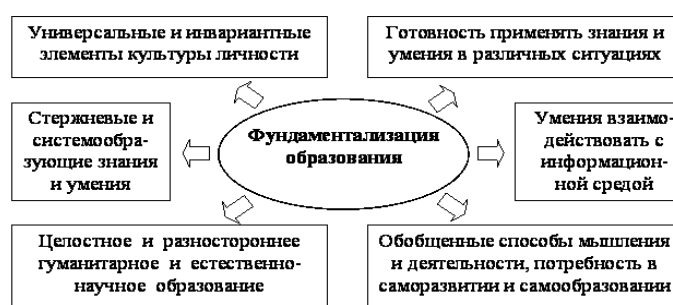 Универсальные и инвариантные
элементы культуры личности
Готовность применять знания и
умения в различных ситуациях
Стержневые и
системообра-
зующие знания
и умения
Фундаментализация
образования
Умения взаимо-
действовать с
информацион-
ной средой
Целостное и разностороннее
гуманитарное и естественно-
научное образование
Обобщенные способы мышления
и деятельности, потребность в
саморазвитии и самообразовании